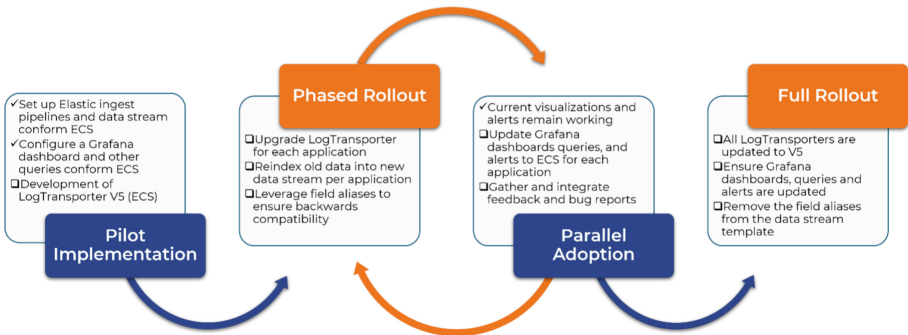 ✓Set up Elastic ingest
pipelines and data stream
conform ECS
✓Configure a Grafana
dashboard and other
queries conform ECS
❑Development of
LogTransporter V5 (ECS)
Pilot
Implementation
Phased Rollout
❑Upgrade LogTransporter
for each application
❑Reindex old data into new
data stream per application
❑Leverage field aliases to
ensure backwards
compatibility
✓Current visualizations and
alerts remain working
❑Update Grafana
dashboards queries, and
alerts to ECS for each
application
❑Gather and integrate
feedback and bug reports
Parallel
Adoption
Full Rollout
❑All LogTransporters are
updated to V5
❑Ensure Grafana
dashboards, queries and
alerts are updated
❑Remove the field aliases
from the data stream
template